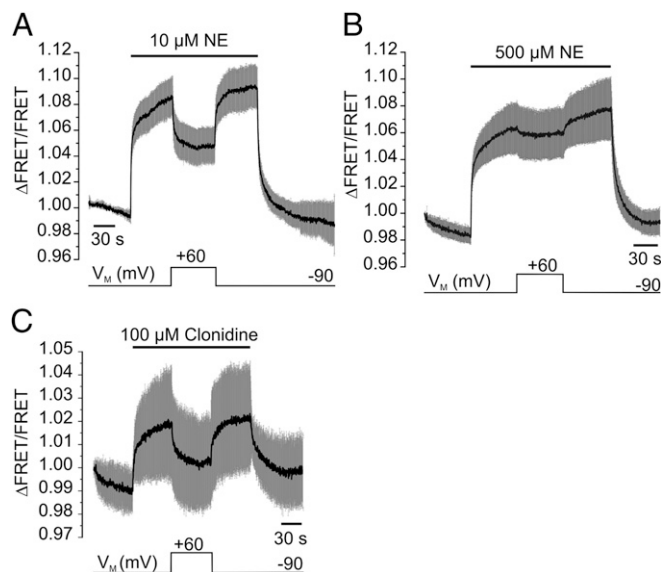 A
10 µM NE
1.12
1.10
1.08
1.06
1.04
1.02
1.00
0.98
0.96
ΔFRET/FRET
30 s
+60
V_M (mV)
-90
B
500 µM NE
1.12
1.10
1.08
1.06
1.04
1.02
1.00
0.98
0.96
ΔFRET/FRET
30 s
+60
V_M (mV)
-90
C
100 µM Clonidine
1.05
1.04
1.03
1.02
1.01
1.00
0.99
0.98
0.97
ΔFRET/FRET
30 s
+60
V_M (mV)
-90